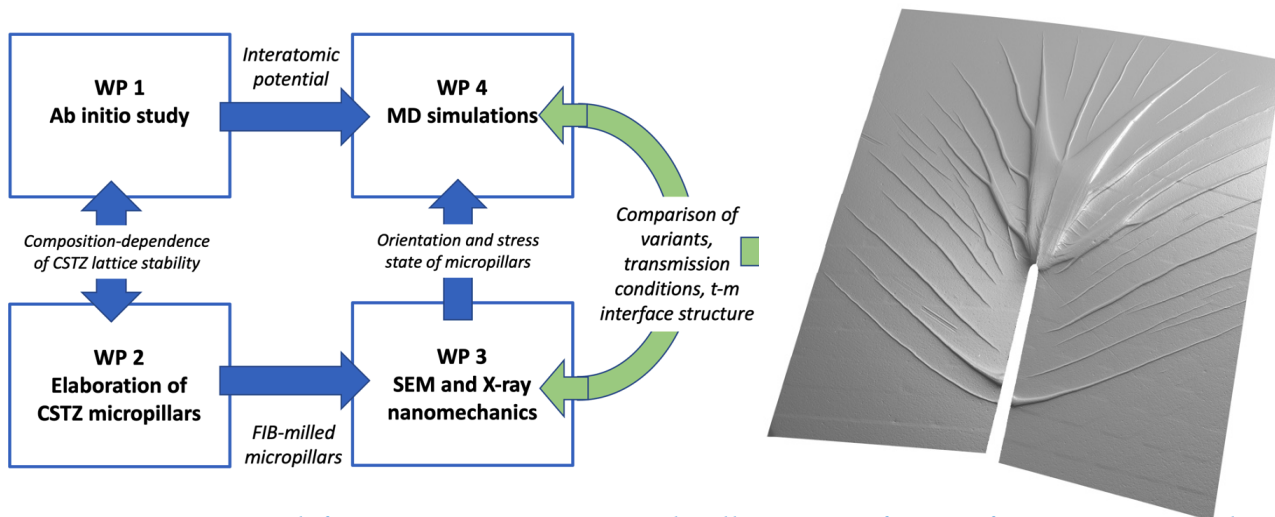 Interatomic
potential
WP 1
Ab initio study
WP 4
MD simulations
Composition-dependence
of CSTZ lattice stability
Orientation and stress
state of micropillars
Comparison of
variants,
transmission
conditions, t-m
interface structure
WP 2
Elaboration of
CSTZ micropillars
WP 3
SEM and X-ray
nanomechanics
FIB-milled
micropillars